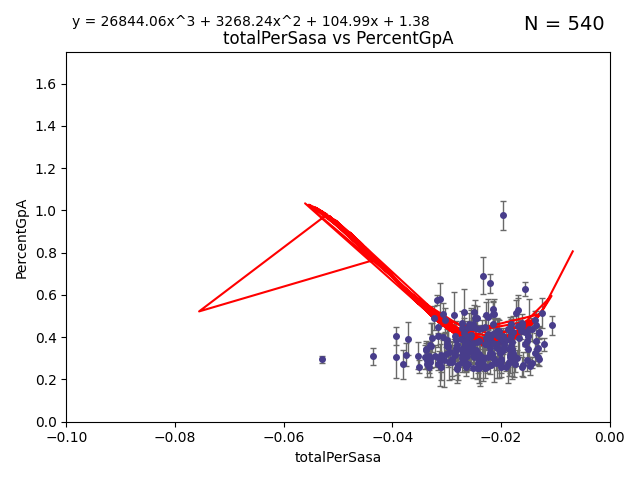 y = 26844.06x^3 + 3268.24x^2 + 104.99x + 1.38
N = 540
totalPerSasa vs PercentGpA
1.6
1.4
1.2
1.0
0.8
0.6
0.4
0.2
0.0
PercentGpA
−0.10 −0.08 −0.06 −0.04 −0.02 0.00
totalPerSasa